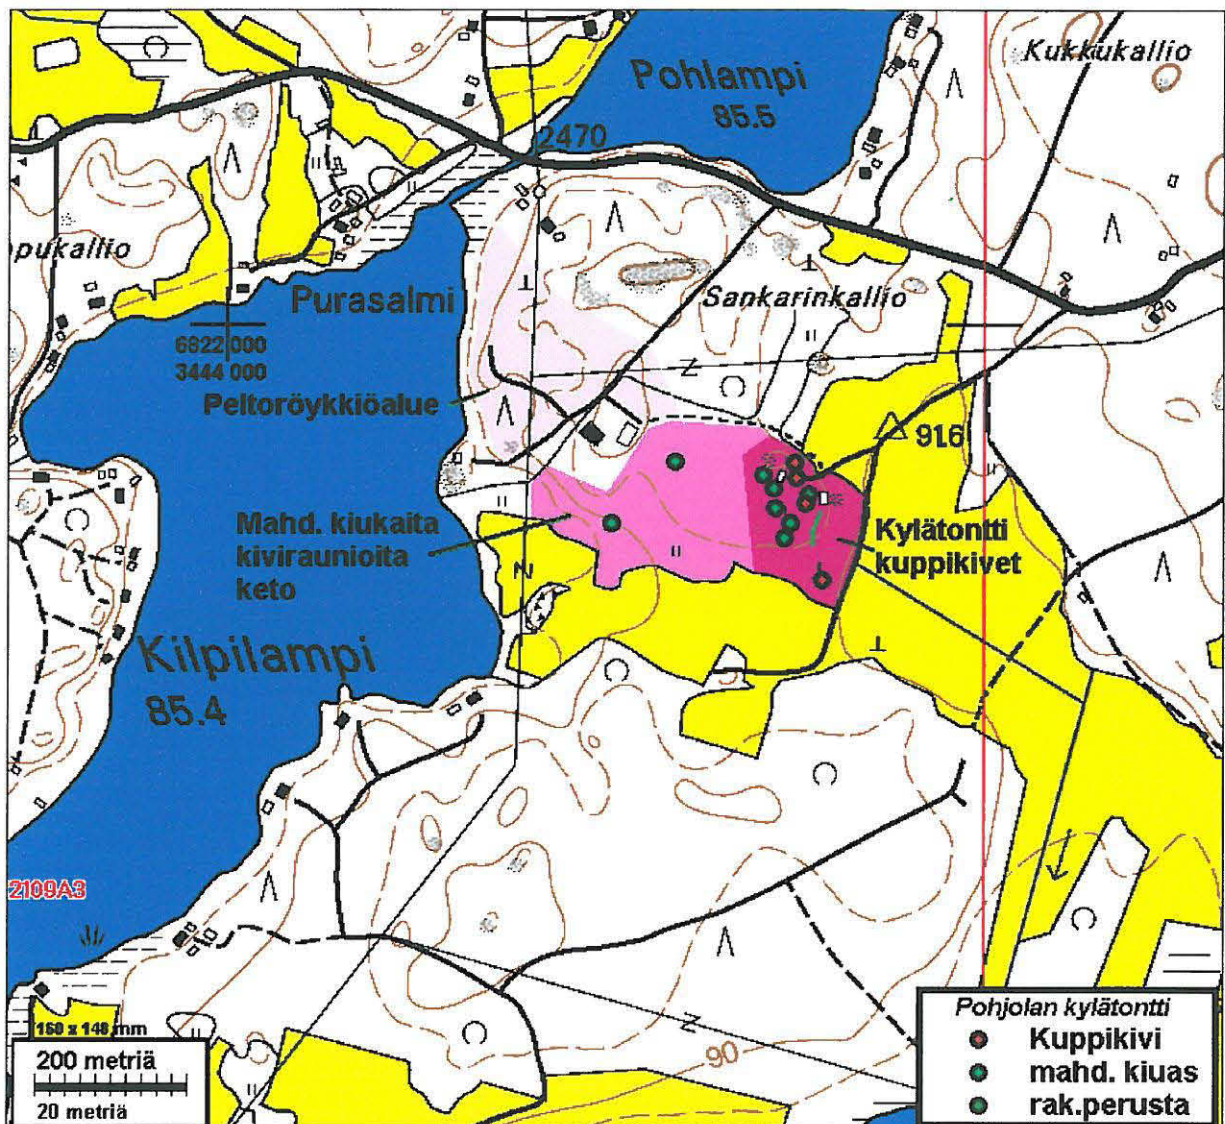 Kukkukallio
Pohlampi
85.5
2470
pukallio
Purasalmi
Sankarinkallio
6822 000
3444 000
Peltoröykkiöalue
916
Mahd. kiukaita
kiviraunioita
keto
Kylätontti
kuppikivet
Kilpilampi
85.4
2109A3
90
160 x 148 mm
200 metriä
20 metriä
Pohjolan kylätontti
Kuppikivi
mahd. kiuas
rak.perusta